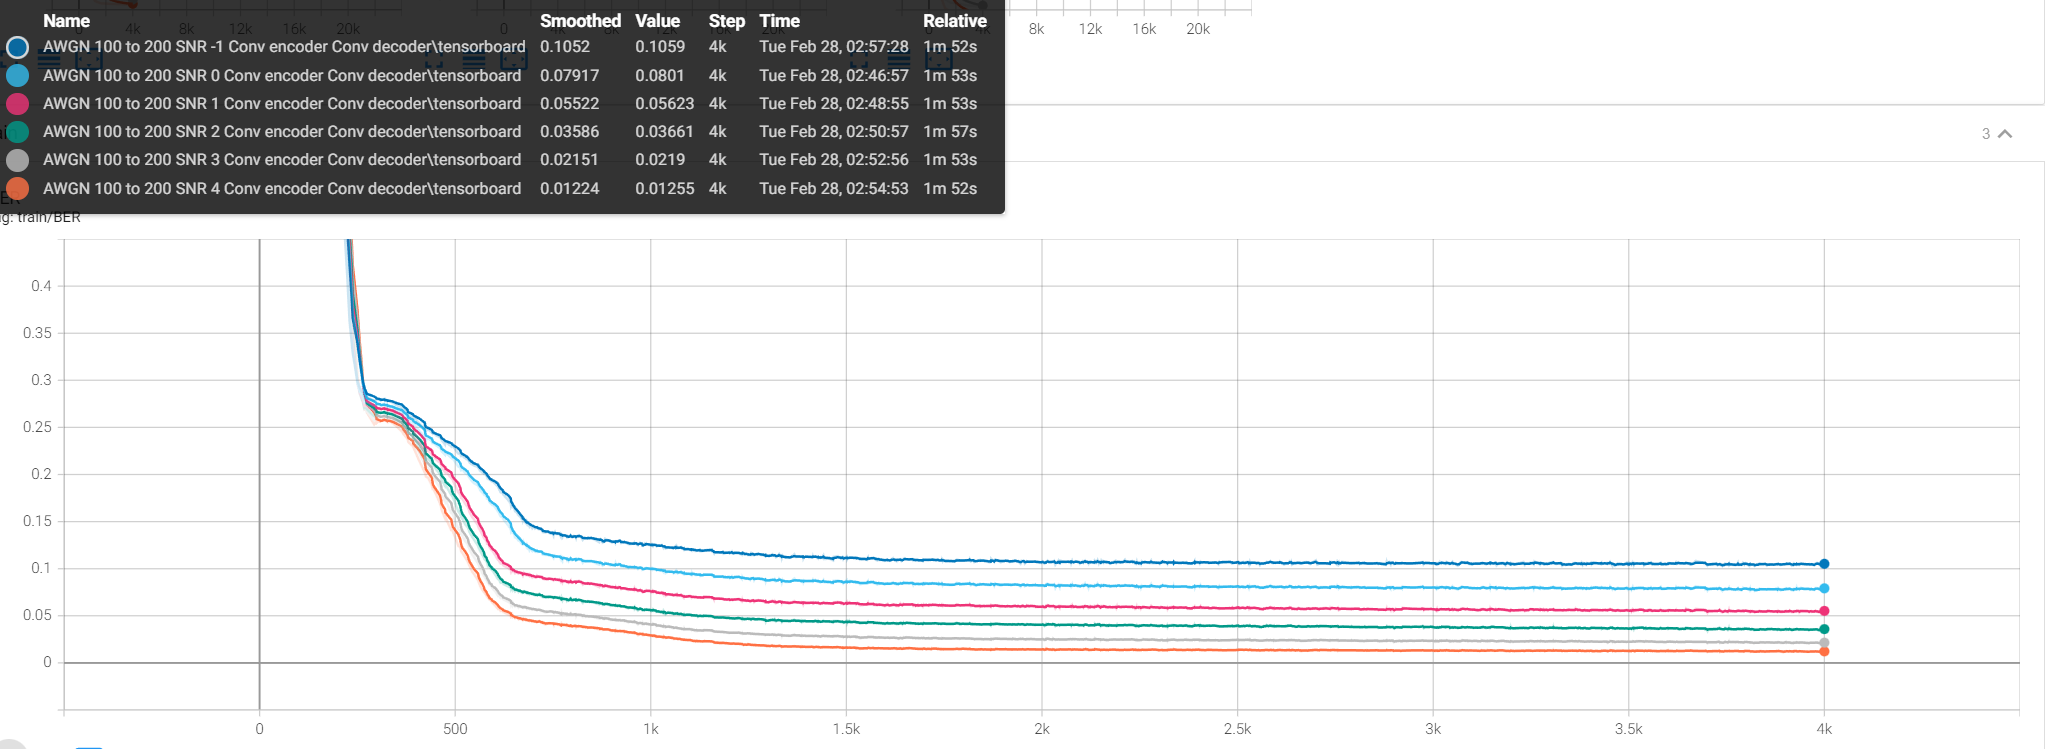 Name Smoothed Value Step Time Relative
AWGN 100 to 200 SNR -1 Conv encoder Conv decoder\tensorboard 0.1052 0.1059 4k Tue Feb 28, 02:57:28 1m 52s
AWGN 100 to 200 SNR 0 Conv encoder Conv decoder\tensorboard 0.07917 0.0801 4k Tue Feb 28, 02:46:57 1m 53s
AWGN 100 to 200 SNR 1 Conv encoder Conv decoder\tensorboard 0.05522 0.05623 4k Tue Feb 28, 02:48:55 1m 53s
AWGN 100 to 200 SNR 2 Conv encoder Conv decoder\tensorboard 0.03586 0.03661 4k Tue Feb 28, 02:50:57 1m 57s
AWGN 100 to 200 SNR 3 Conv encoder Conv decoder\tensorboard 0.02151 0.0219 4k Tue Feb 28, 02:52:56 1m 53s
AWGN 100 to 200 SNR 4 Conv encoder Conv decoder\tensorboard 0.01224 0.01255 4k Tue Feb 28, 02:54:53 1m 52s
0 4k 8k 12k 16k 20k
8k 12k 16k 20k
3
ER
g: train/BER
0.4
0.35
0.3
0.25
0.2
0.15
0.1
0.05
0
0 500 1k 1.5k 2k 2.5k 3k 3.5k 4k